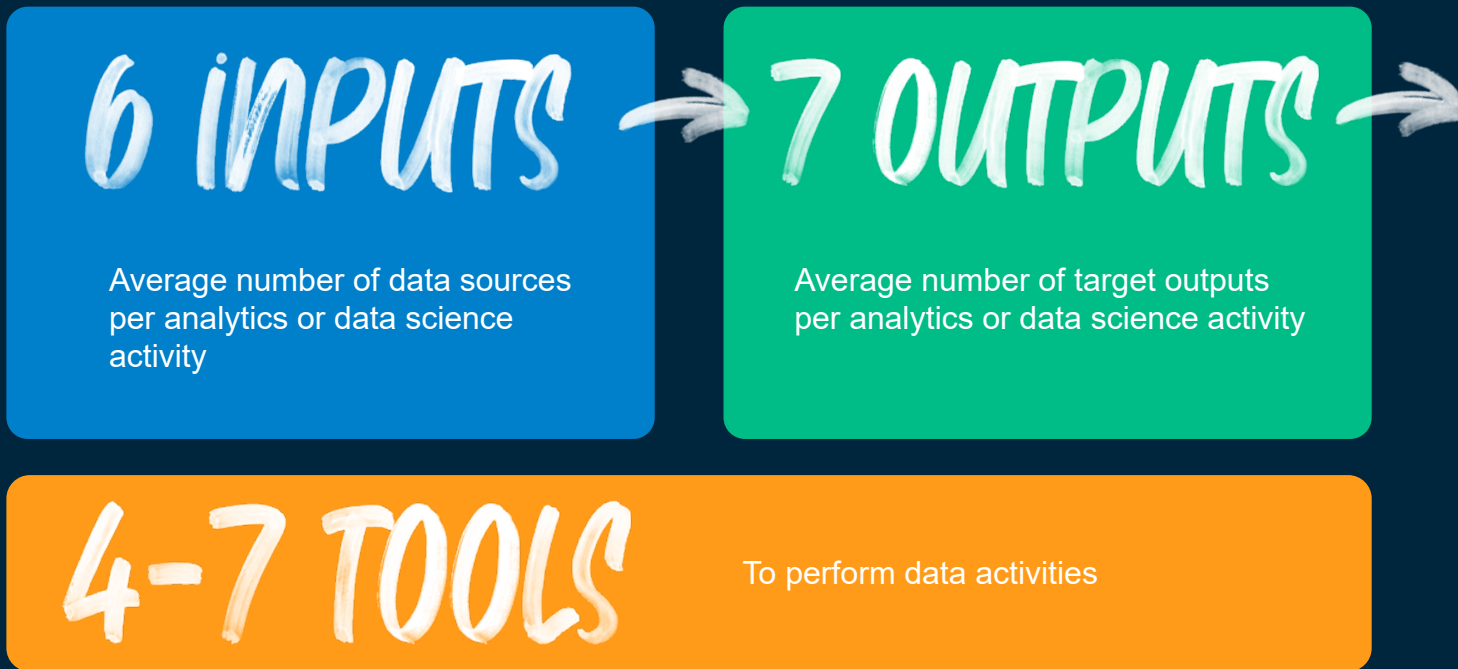 6 iNPUTS
Average number of data sources
per analytics or data science
activity
7 OUTPUTS
Average number of target outputs
per analytics or data science activity
4-7 TOOLS
To perform data activities